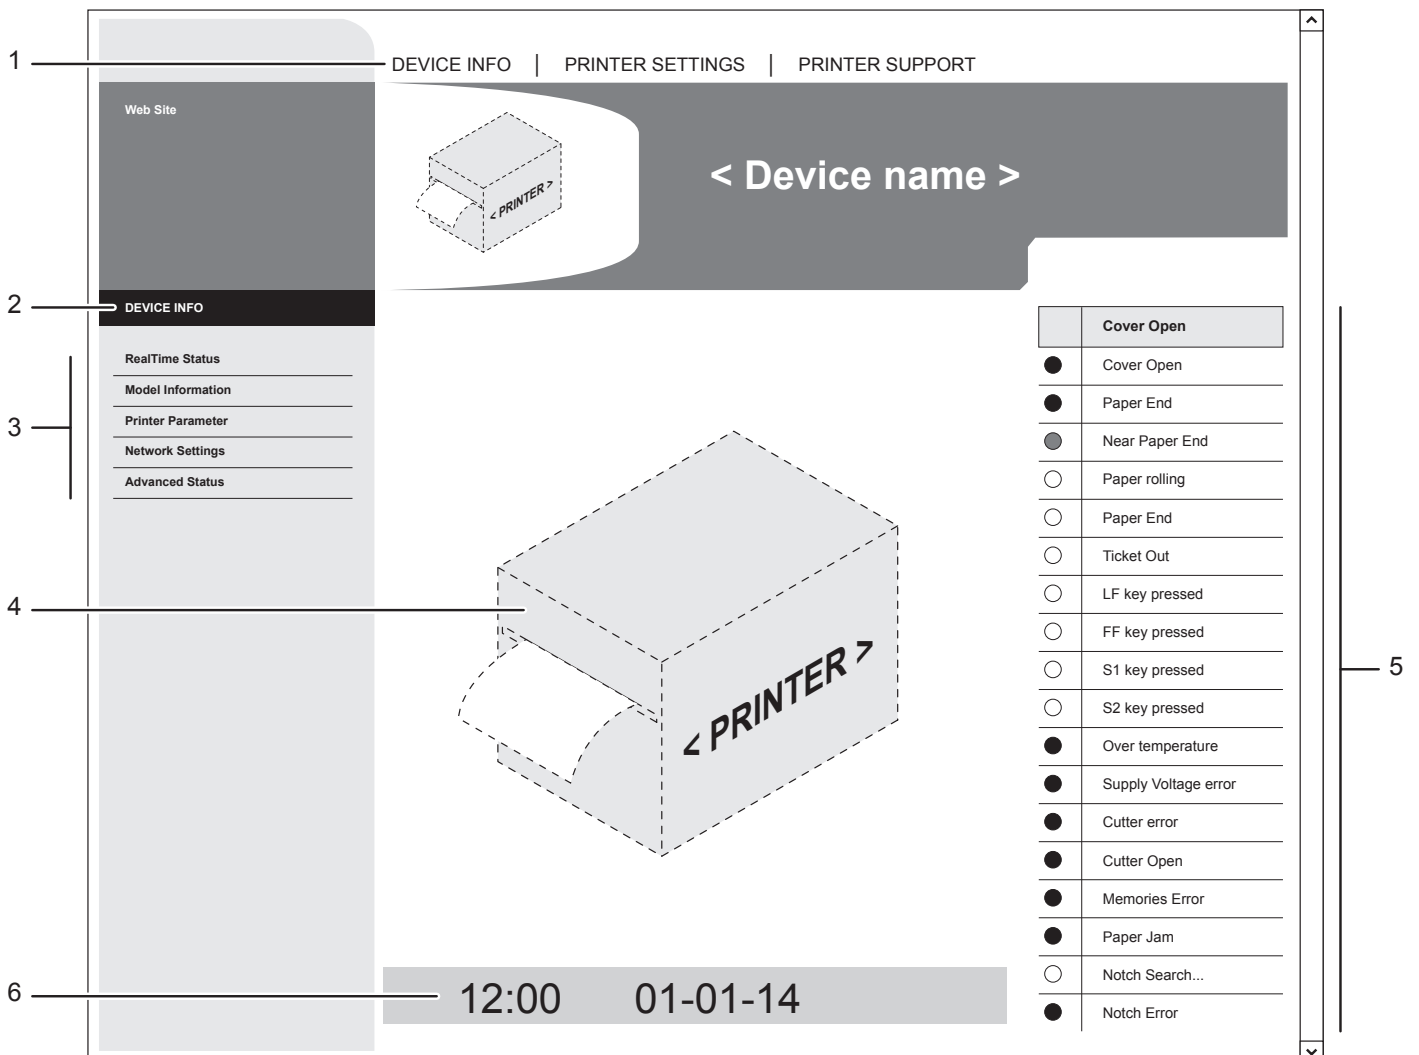 1
DEVICE INFO | PRINTER SETTINGS | PRINTER SUPPORT
Web Site
< PRINTER >
< Device name >
2
DEVICE INFO
3
RealTime Status
Model Information
Printer Parameter
Network Settings
Advanced Status
4
< PRINTER >
Cover Open
Cover Open
Paper End
Near Paper End
Paper rolling
Paper End
Ticket Out
LF key pressed
FF key pressed
S1 key pressed
S2 key pressed
Over temperature
Supply Voltage error
Cutter error
Cutter Open
Memories Error
Paper Jam
Notch Search...
Notch Error
5
6
12:00 01-01-14